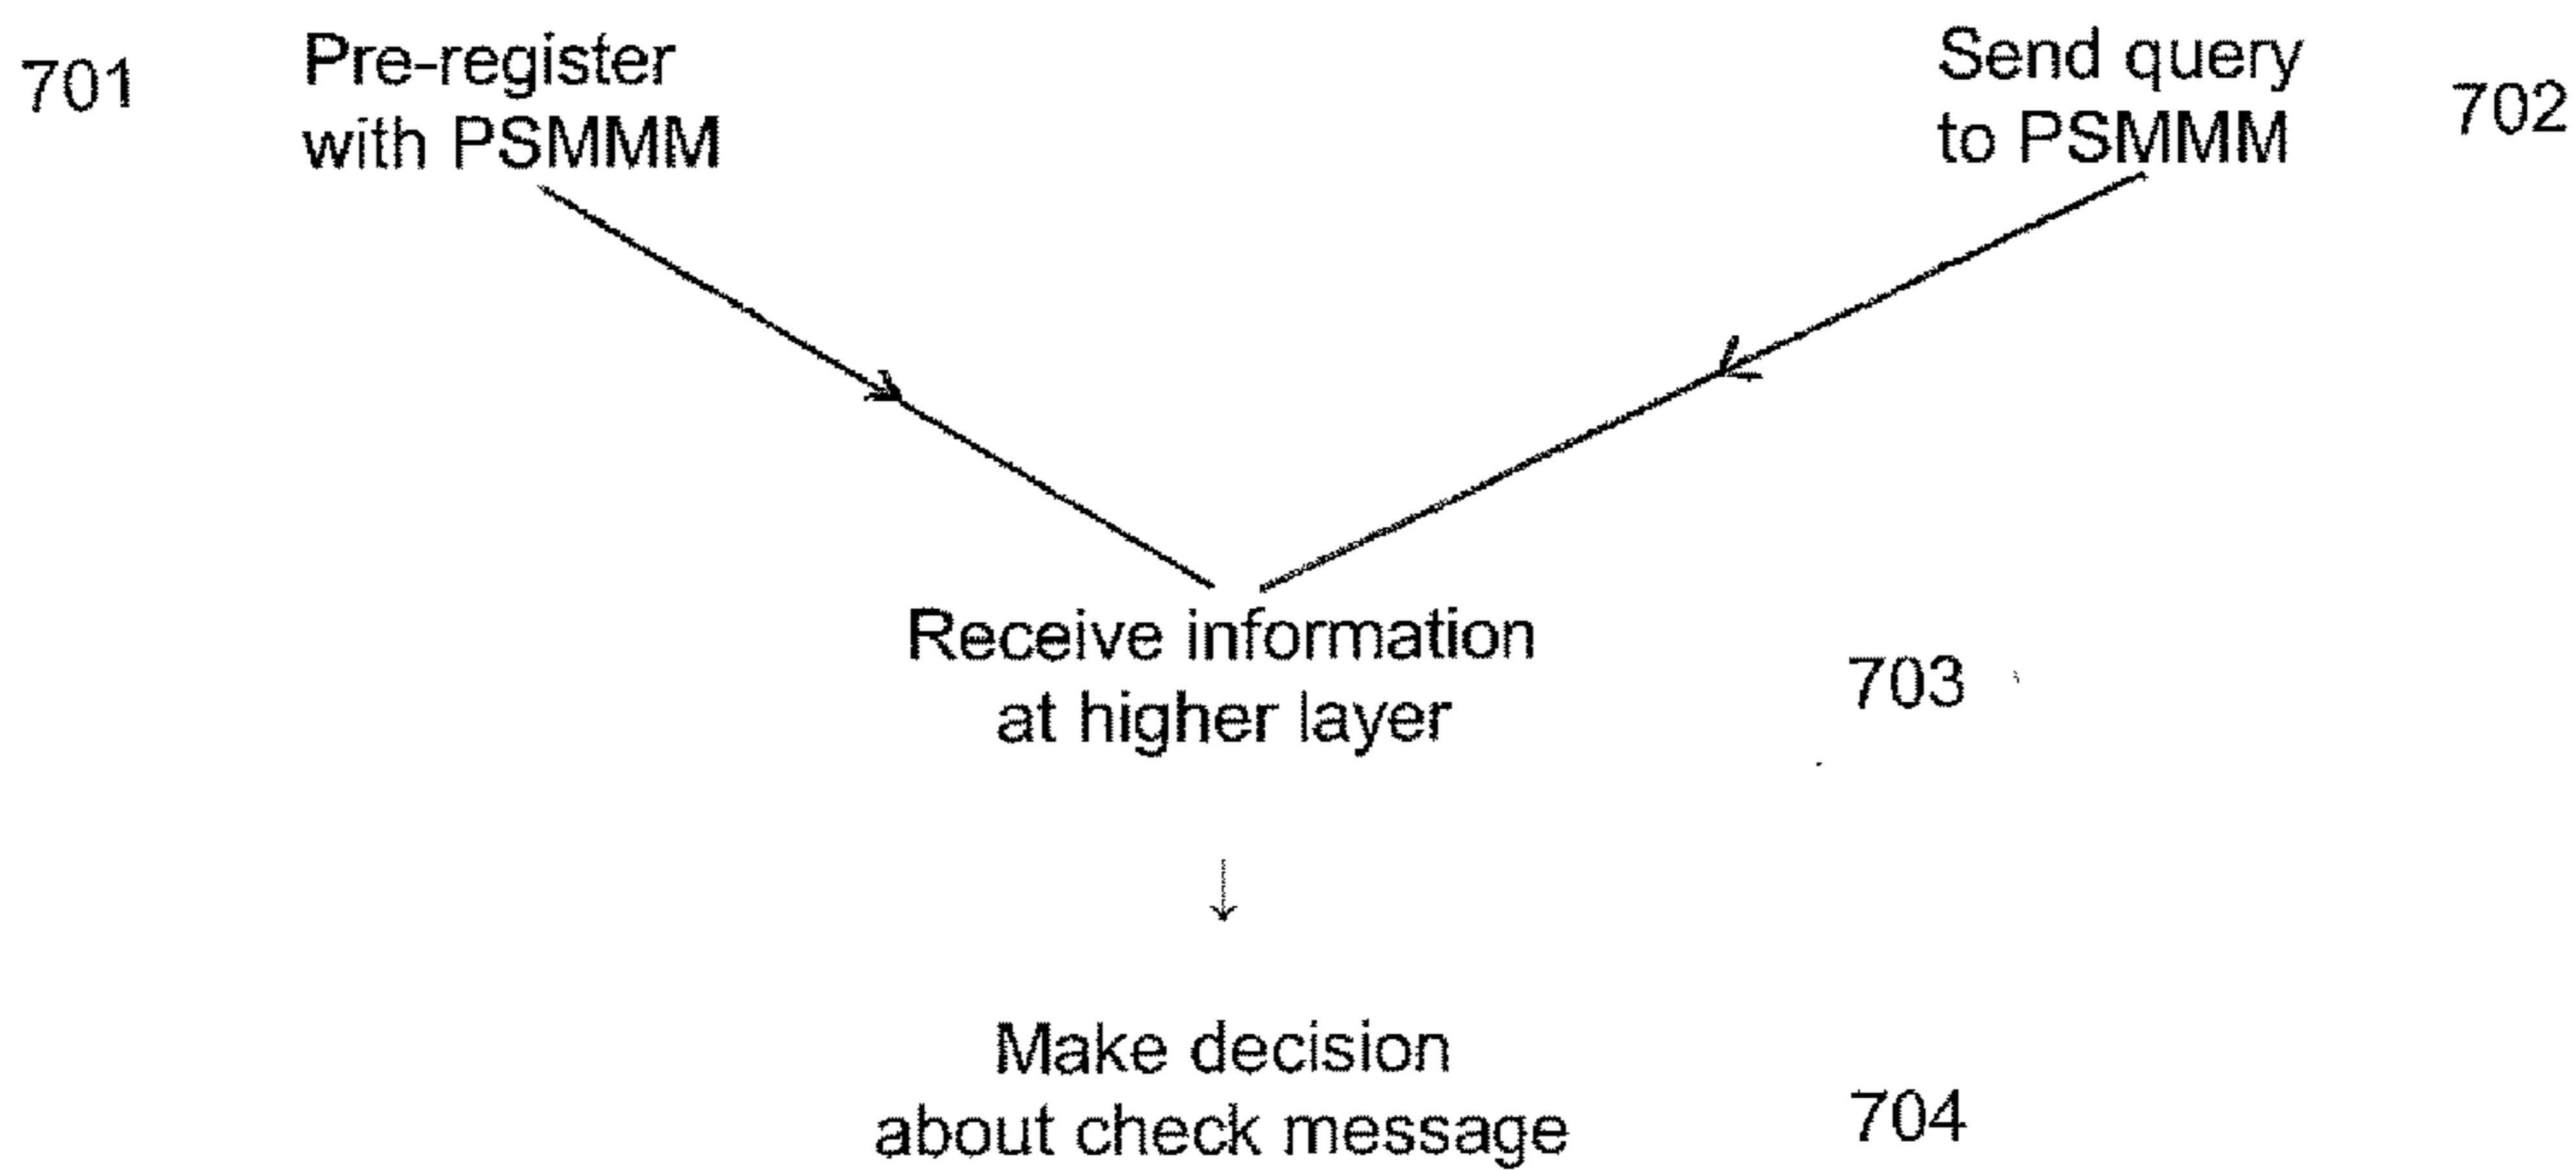 701
Pre-register
with PSMMM
Send query
to PSMMM
702
Receive information
at higher layer
703
Make decision
about check message
704